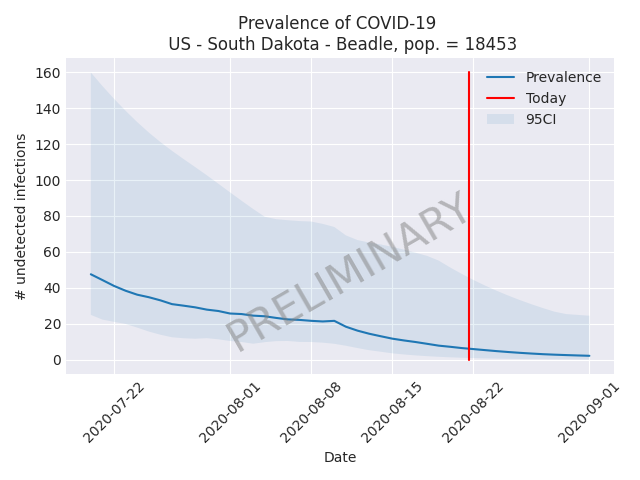 Prevalence of COVID-19
US - South Dakota - Beadle, pop. = 18453
160
140
120
100
80
60
40
20
0
# undetected infections
Prevalence
Today
95CI
PRELIMINARY
2020-07-22
2020-08-01
2020-08-08
2020-08-15
2020-08-22
2020-09-01
Date